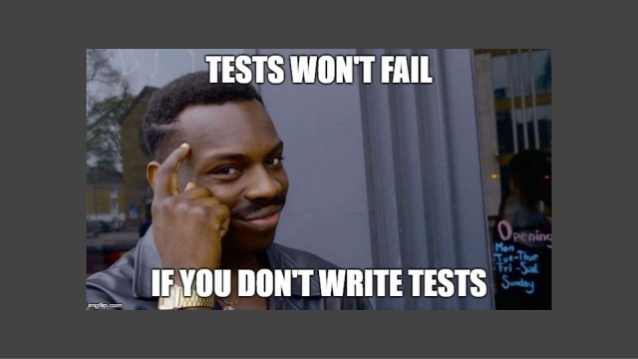 TESTS WON'T FAIL
Opening
Mon
Tue-Thur
Fri-Sat
Sunday
IF YOU DON'T WRITE TESTS
imgflip.com